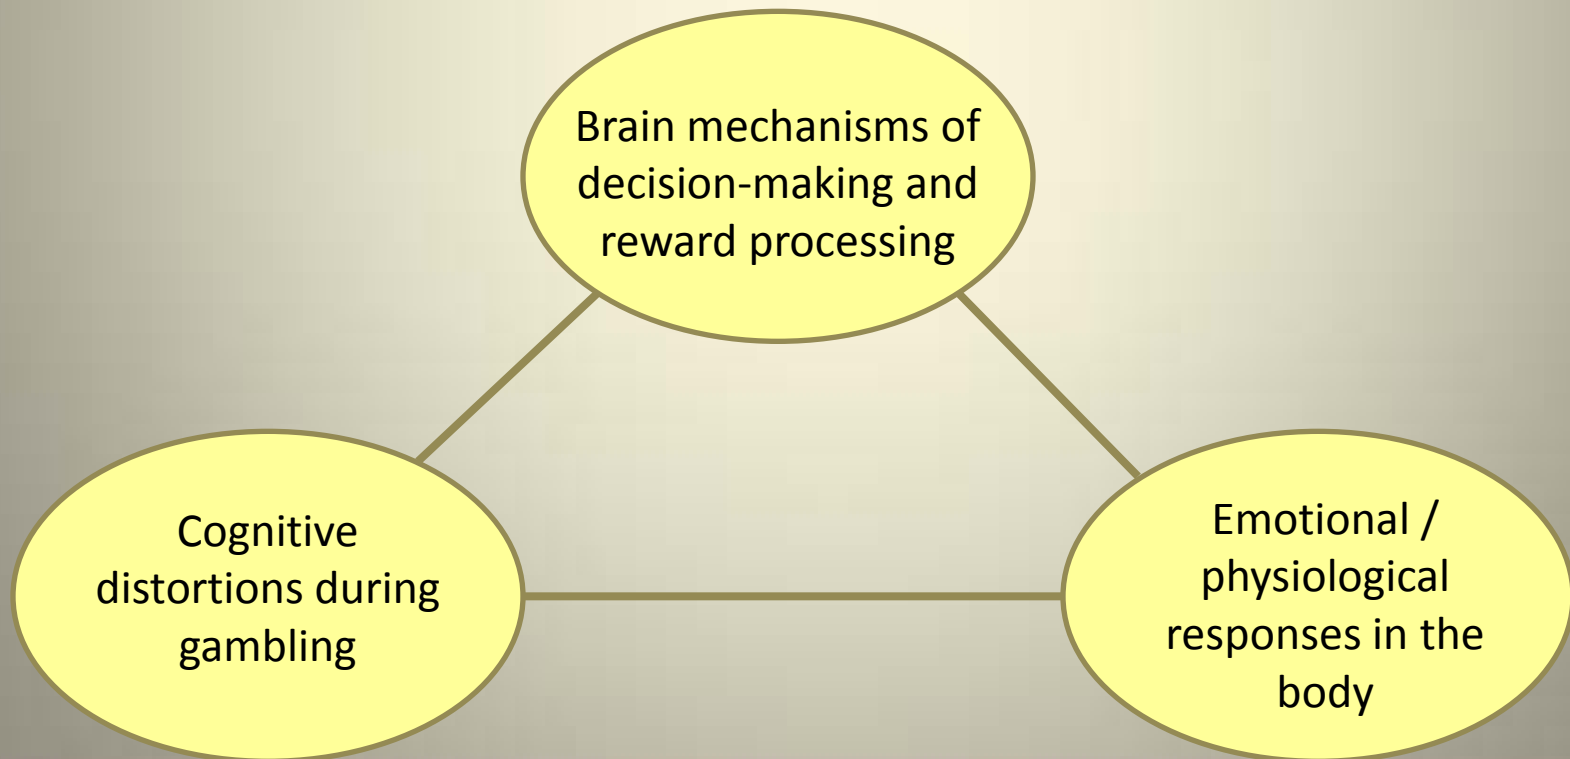 Brain mechanisms of
decision-making and
reward processing
Cognitive
distortions during
gambling
Emotional /
physiological
responses in the
body